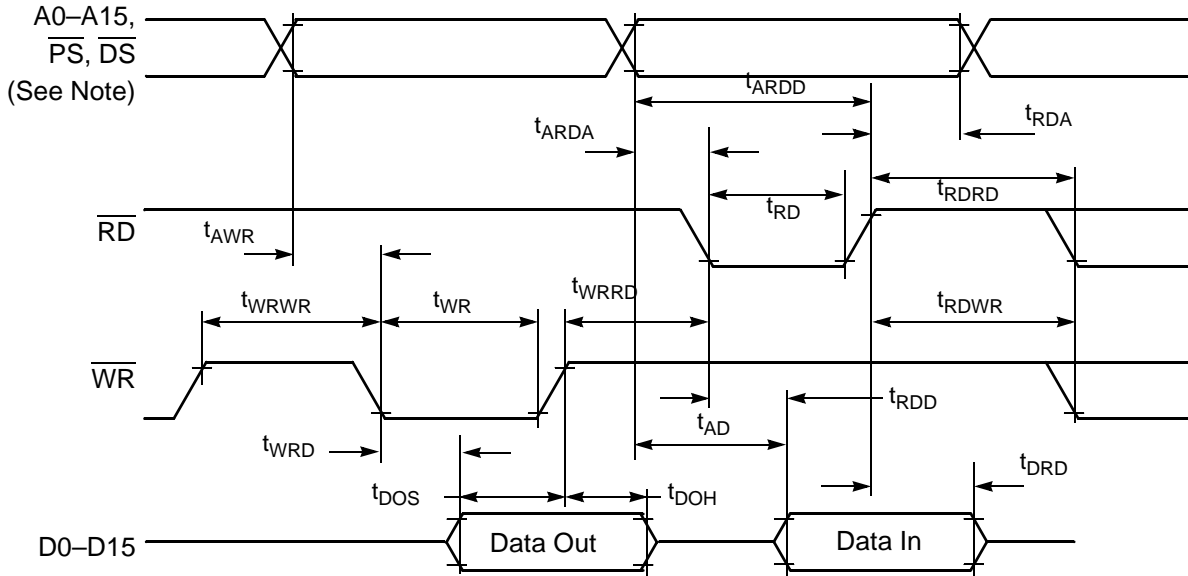 A0–A15,
PS, DS
(See Note)
tARDD
tRDA
tARDA
tRDRD
tRD
RD
tAWR
tWRRD
tWRWR
tWR
tRDWR
WR
tRDD
tAD
tWRD
tDRD
tDOS
tDOH
D0–D15
Data Out
Data In